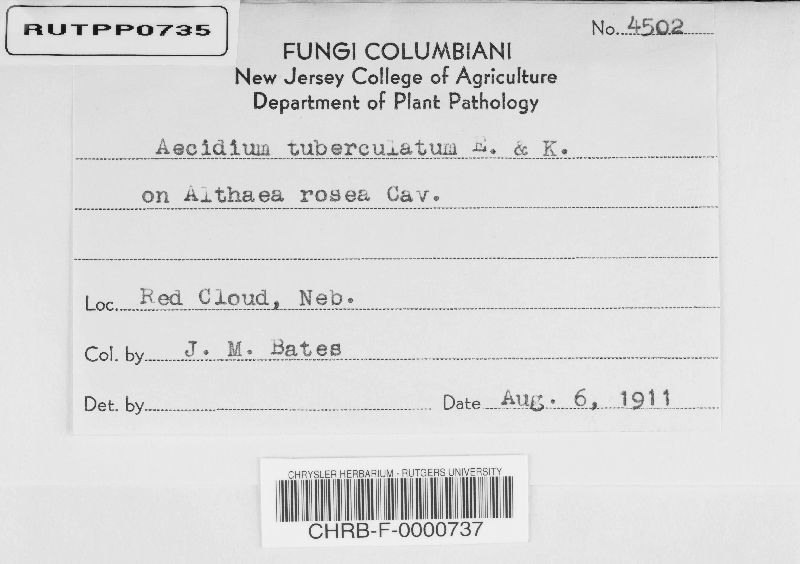 RUTPP0735
No. 4502
FUNGI COLUMBIANI
New Jersey College of Agriculture
Department of Plant Pathology
Aecidium tuberculatum E. & K.
on Althaea rosea Cav.
Loc. Red Cloud, Neb.
Col. by J. M. Bates
Det. by
Date Aug. 6, 1911
CHRYSLER HERBARIUM - RUTGERS UNIVERSITY
CHRB-F-0000737